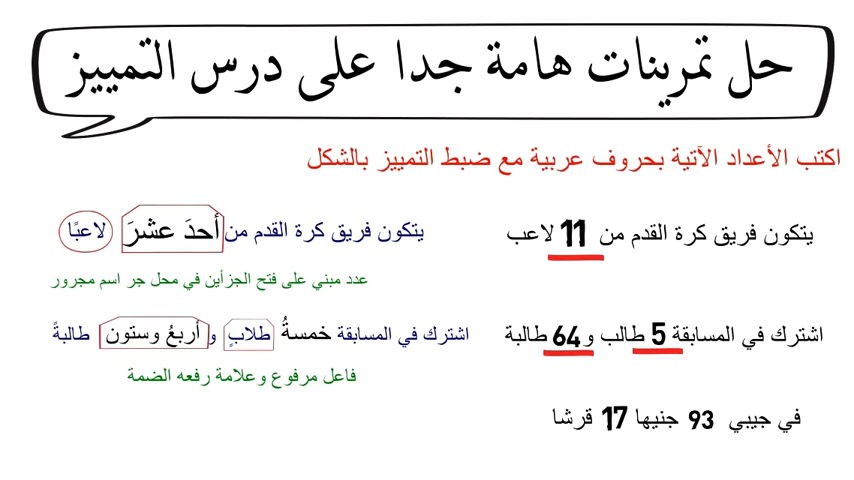 حل تمرينات هامة جدا على درس التمييز
اكتب الأعداد الآتية بحروف عربية مع ضبط التمييز بالشكل
يتكون فريق كرة القدم من 11 لاعب
يتكون فريق كرة القدم من أحدَ عشرَ لاعبًا
عدد مبني على فتح الجزأين في محل جر اسم مجرور
اشترك في المسابقة 5 طالب و64 طالبة
اشترك في المسابقة خمسةُ طلابٍ و أربعُ وستون طالبةً
فاعل مرفوع وعلامة رفعه الضمة
في جيبي 93 جنيها 17 قرشا